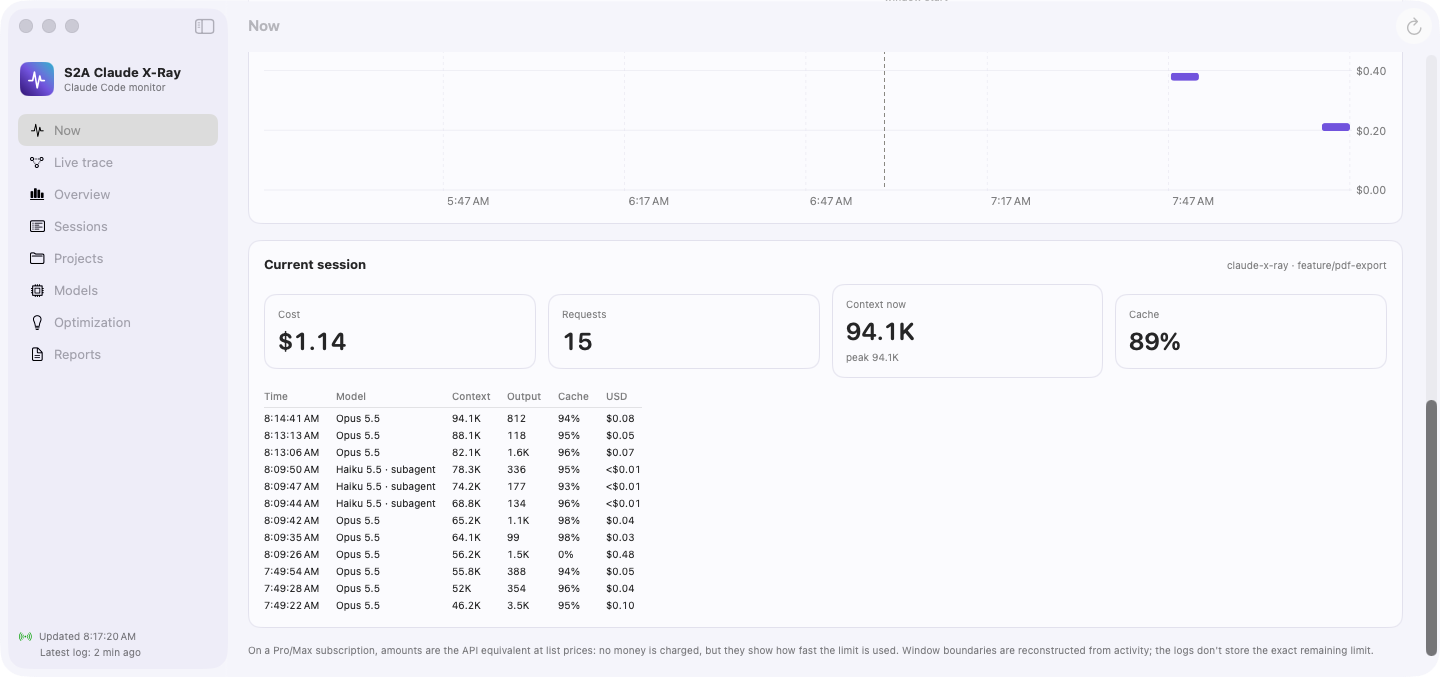 Now
S2A Claude X-Ray
Claude Code monitor
Now
Live trace
Overview
Sessions
Projects
Models
Optimization
Reports
Updated 8:17:20 AM
Latest log: 2 min ago
$0.40
$0.20
$0.00
5:47 AM 6:17 AM 6:47 AM 7:17 AM 7:47 AM
Current session
claude-x-ray · feature/pdf-export
Cost
$1.14
Requests
15
Context now
94.1K
peak 94.1K
Cache
89%
Time Model Context Output Cache USD
8:14:41 AM Opus 5.5 94.1K 812 94% $0.08
8:13:13 AM Opus 5.5 88.1K 118 95% $0.05
8:13:06 AM Opus 5.5 82.1K 1.6K 96% $0.07
8:09:50 AM Haiku 5.5 · subagent 78.3K 336 95% <$0.01
8:09:47 AM Haiku 5.5 · subagent 74.2K 177 93% <$0.01
8:09:44 AM Haiku 5.5 · subagent 68.8K 134 96% <$0.01
8:09:42 AM Opus 5.5 65.2K 1.1K 98% $0.04
8:09:35 AM Opus 5.5 64.1K 99 98% $0.03
8:09:26 AM Opus 5.5 56.2K 1.5K 0% $0.48
7:49:54 AM Opus 5.5 55.8K 388 94% $0.05
7:49:28 AM Opus 5.5 52K 354 96% $0.04
7:49:22 AM Opus 5.5 46.2K 3.5K 95% $0.10
On a Pro/Max subscription, amounts are the API equivalent at list prices: no money is charged, but they show how fast the limit is used. Window boundaries are reconstructed from activity; the logs don't store the exact remaining limit.